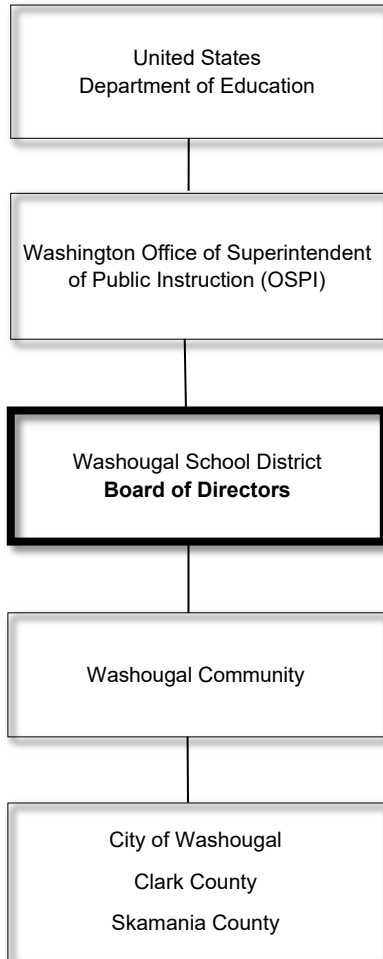 United States
Department of Education
Washington Office of Superintendent
of Public Instruction (OSPI)
Washougal School District
Board of Directors
Washougal Community
City of Washougal
Clark County
Skamania County